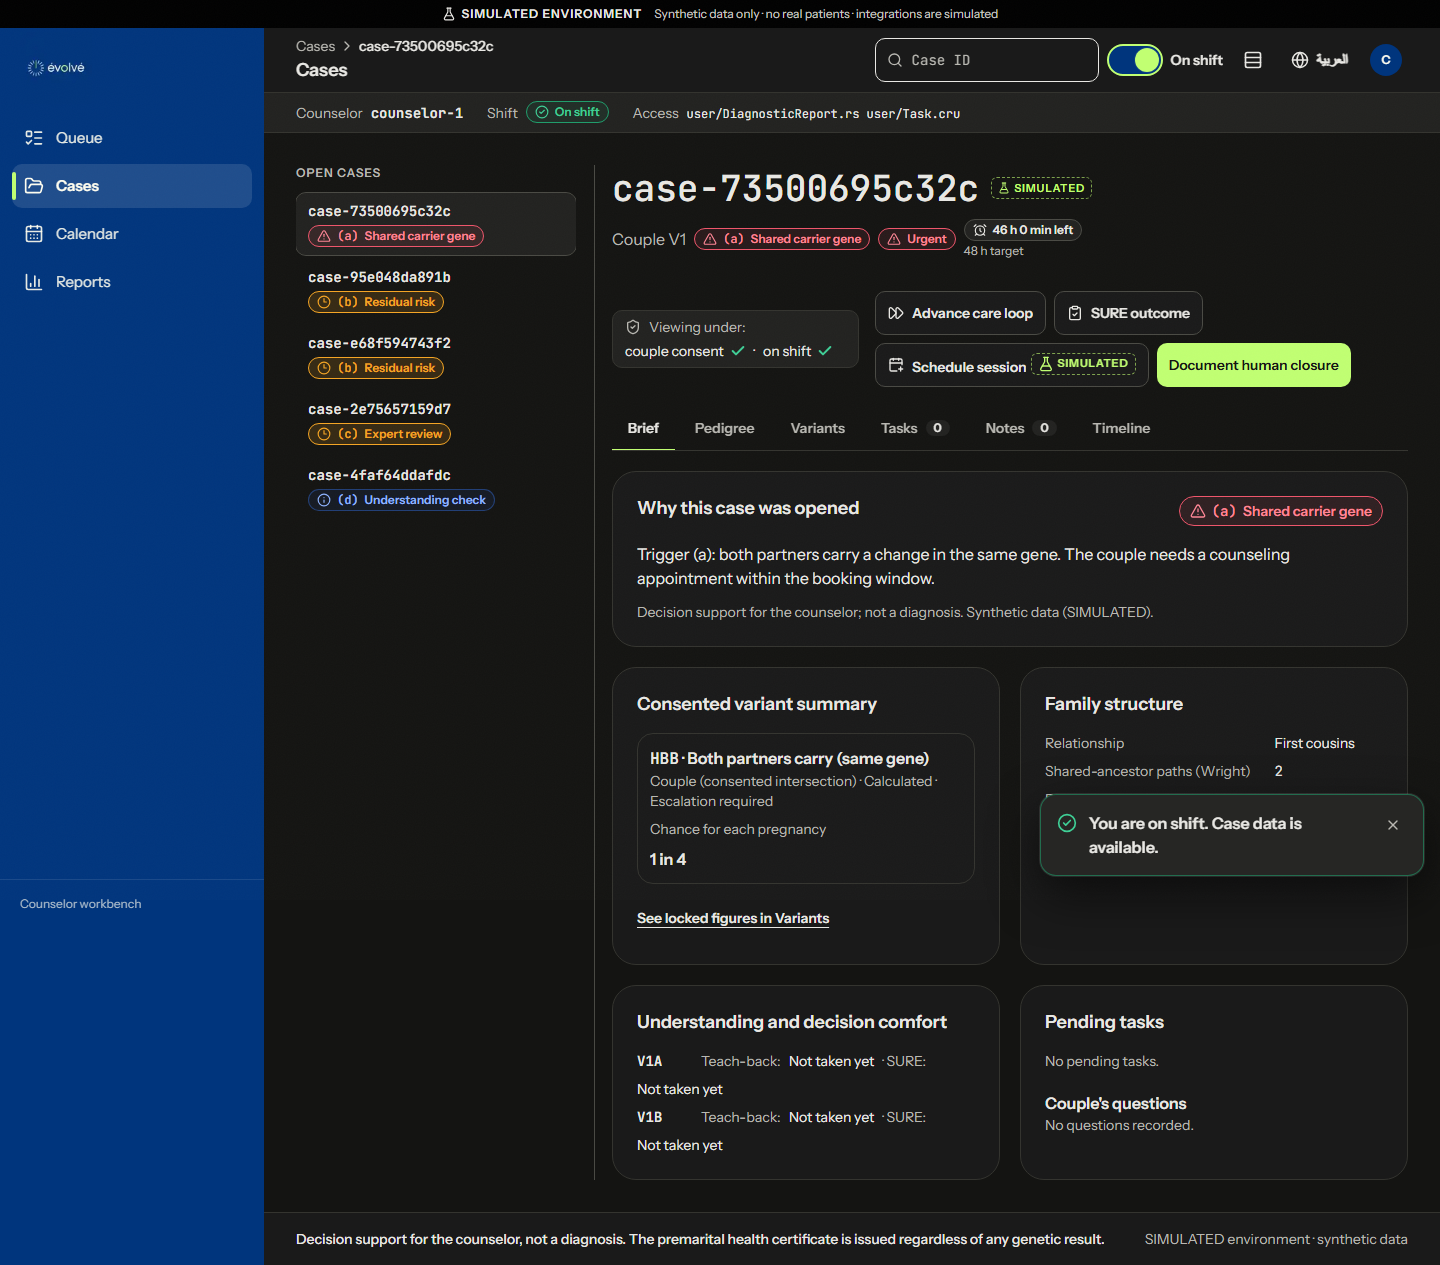 SIMULATED ENVIRONMENT Synthetic data only · no real patients · integrations are simulated
évolvé
Queue
Cases
Calendar
Reports
Counselor workbench
Cases > case-73500695c32c
Cases
Case ID
On shift
العربية
C
Counselor counselor-1 Shift On shift Access user/DiagnosticReport.rs user/Task.cru
OPEN CASES
case-73500695c32c
(a) Shared carrier gene
case-95e048da891b
(b) Residual risk
case-e68f594743f2
(b) Residual risk
case-2e75657159d7
(c) Expert review
case-4faf64ddafdc
(d) Understanding check
case-73500695c32c SIMULATED
Couple V1 (a) Shared carrier gene Urgent 46 h 0 min left
48 h target
Viewing under:
couple consent · on shift
Advance care loop
SURE outcome
Schedule session SIMULATED
Document human closure
Brief Pedigree Variants Tasks 0 Notes 0 Timeline
Why this case was opened
(a) Shared carrier gene
Trigger (a): both partners carry a change in the same gene. The couple needs a counseling
appointment within the booking window.
Decision support for the counselor; not a diagnosis. Synthetic data (SIMULATED).
Consented variant summary
HBB · Both partners carry (same gene)
Couple (consented intersection) · Calculated ·
Escalation required
Chance for each pregnancy
1 in 4
See locked figures in Variants
Family structure
Relationship First cousins
Shared-ancestor paths (Wright) 2
You are on shift. Case data is
available.
Understanding and decision comfort
V1A Teach-back: Not taken yet · SURE:
Not taken yet
V1B Teach-back: Not taken yet · SURE:
Not taken yet
Pending tasks
No pending tasks.
Couple's questions
No questions recorded.
Decision support for the counselor, not a diagnosis. The premarital health certificate is issued regardless of any genetic result.
SIMULATED environment · synthetic data